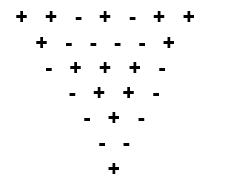 + + - + - + +
+ - - - - +
- + + + -
- + + -
- + -
- -
+